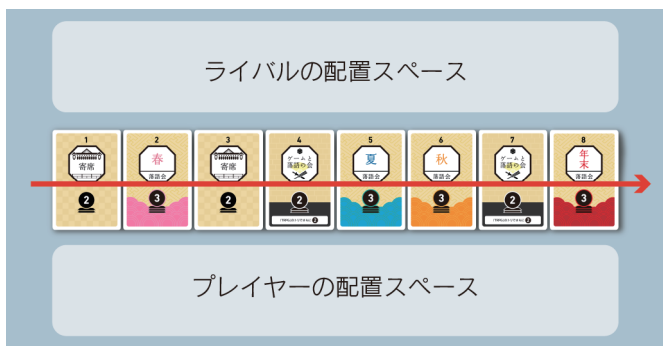 ライバルの配置スペース
1
寄席
2
2
春
落語会
3
3
寄席
2
4
ゲームと
落語の会
2
5
夏
落語会
3
6
秋
落語会
3
7
ゲームと
落語の会
2
8
年末
落語会
3
プレイヤーの配置スペース